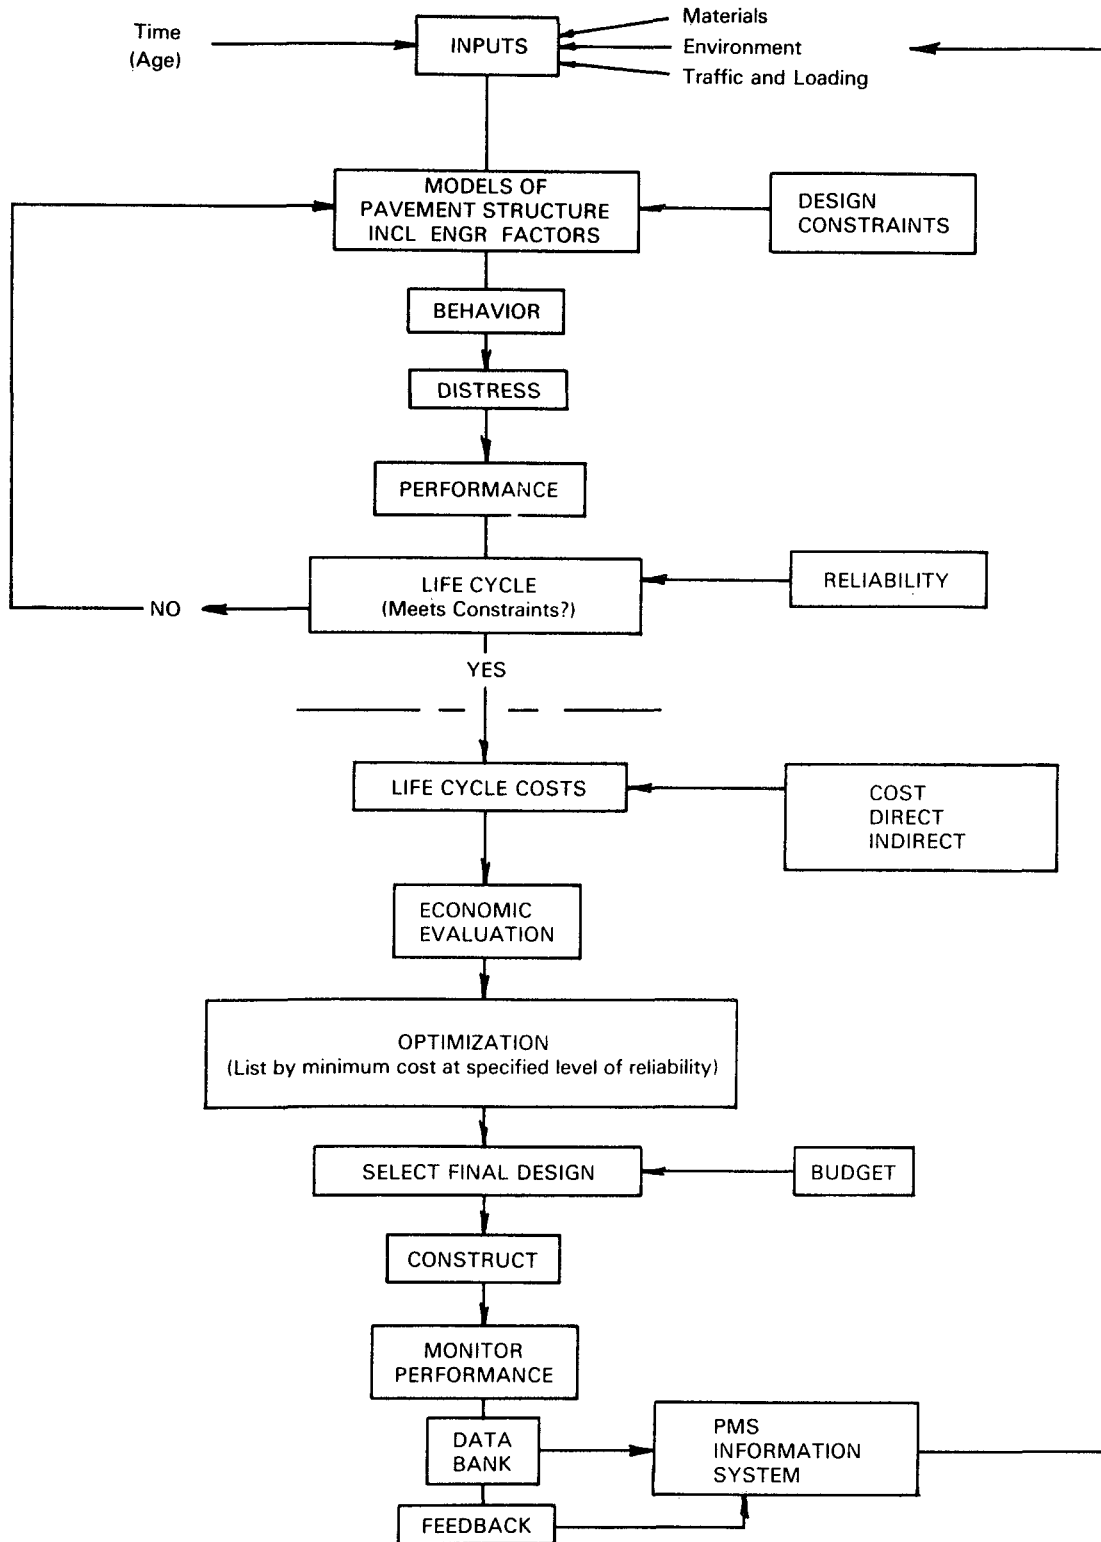 Time
(Age)
INPUTS
Materials
Environment
Traffic and Loading
MODELS OF
PAVEMENT STRUCTURE
INCL ENGR FACTORS
DESIGN
CONSTRAINTS
BEHAVIOR
DISTRESS
PERFORMANCE
LIFE CYCLE
(Meets Constraints?)
RELIABILITY
NO
YES
LIFE CYCLE COSTS
COST
DIRECT
INDIRECT
ECONOMIC
EVALUATION
OPTIMIZATION
(List by minimum cost at specified level of reliability)
SELECT FINAL DESIGN
BUDGET
CONSTRUCT
MONITOR
PERFORMANCE
DATA
BANK
PMS
INFORMATION
SYSTEM
FEEDBACK